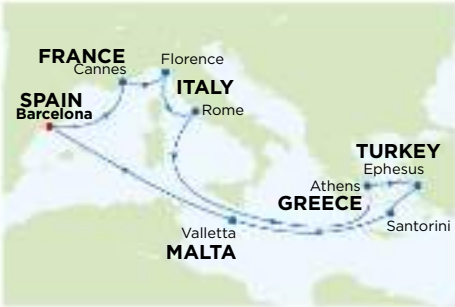 FRANCE
Cannes
Florence
ITALY
SPAIN
Barcelona
Rome
TURKEY
Ephesus
Athens
GREECE
Santorini
Valletta
MALTA